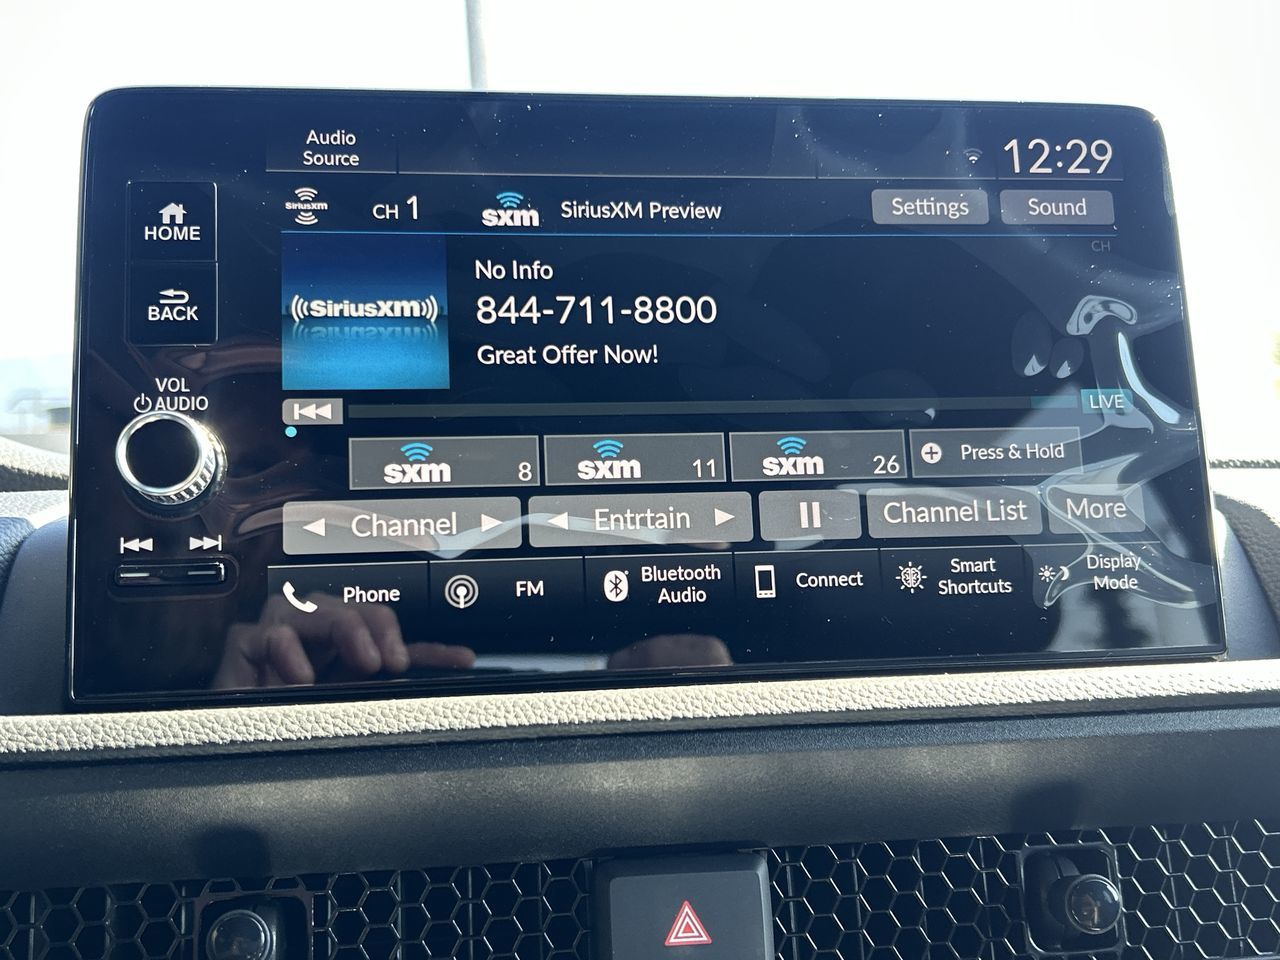 Audio
Source
12:29
HOME
SiriusXM
CH 1
sxm
SiriusXM Preview
Settings
Sound
CH
BACK
((SiriusXM))
No Info
844-711-8800
Great Offer Now!
VOL
AUDIO
LIVE
sxm 8
sxm 11
sxm 26
Press & Hold
Channel
Entrtain
Channel List
More
Phone
FM
Bluetooth
Audio
Connect
Smart
Shortcuts
Display
Mode